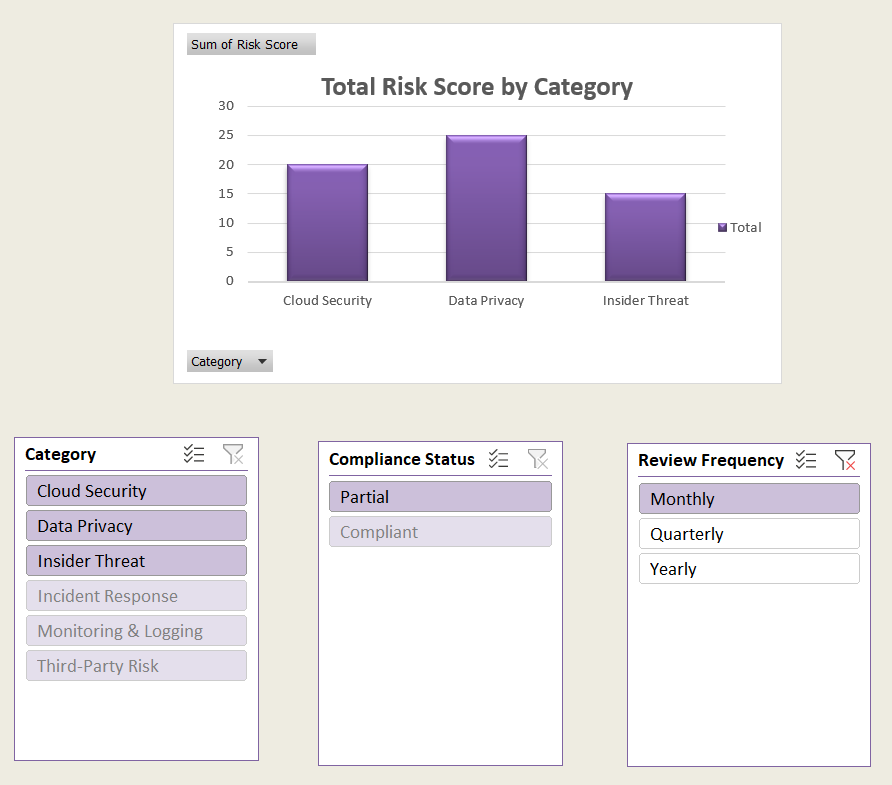 Sum of Risk Score
Total Risk Score by Category
30
25
20
15
10
5
0
Cloud Security Data Privacy Insider Threat
Total
Category
Category
Cloud Security
Data Privacy
Insider Threat
Incident Response
Monitoring & Logging
Third-Party Risk
Compliance Status
Partial
Compliant
Review Frequency
Monthly
Quarterly
Yearly